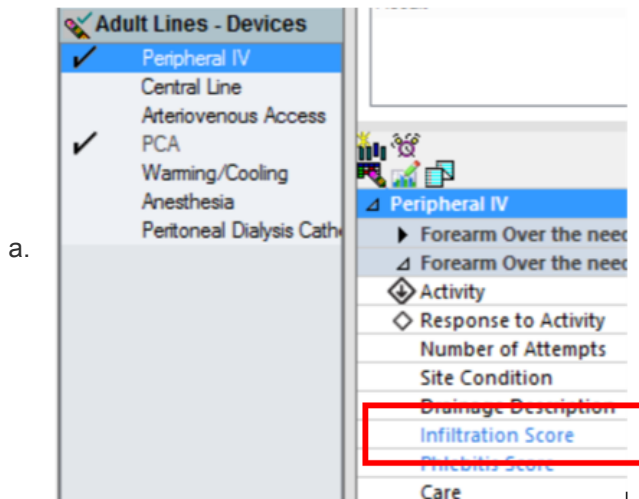 Adult Lines - Devices
Peripheral IV
Central Line
Arteriovenous Access
PCA
Warming/Cooling
Anesthesia
Peritoneal Dialysis Cath
a.
Peripheral IV
Forearm Over the need
Forearm Over the need
Activity
Response to Activity
Number of Attempts
Site Condition
Drainage Description
Infiltration Score
Phlebitis Score
Care